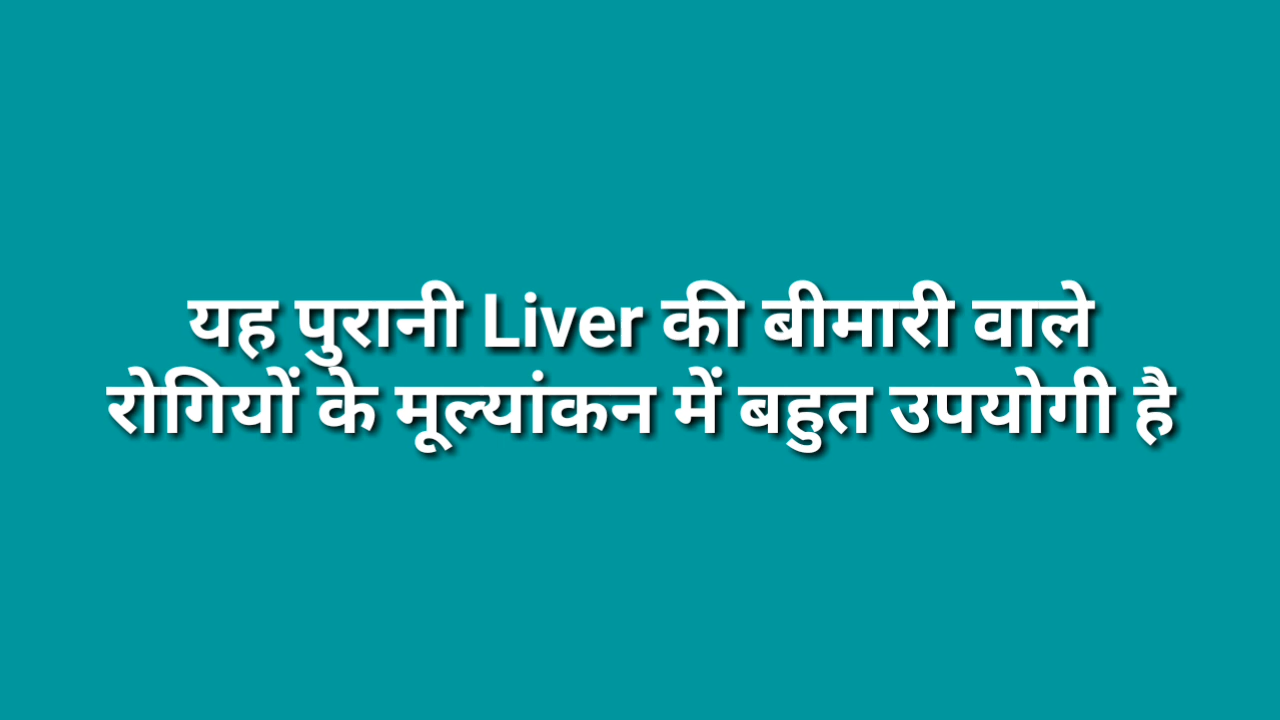 यह पुरानी Liver की बीमारी वाले
रोगियों के मूल्यांकन में बहुत उपयोगी है